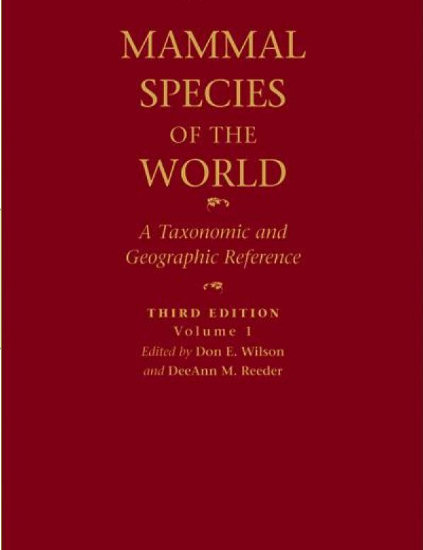 MAMMAL
SPECIES
OF THE
WORLD
A Taxonomic and
Geographic Reference
THIRD EDITION
Volume 1
Edited by Don E. Wilson
and DeeAnn M. Reeder